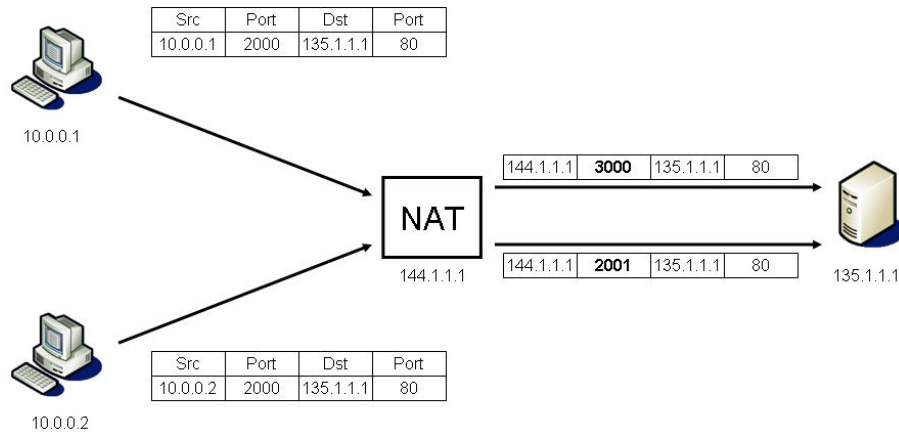 Src Port Dst Port
10.0.0.1 2000 135.1.1.1 80
10.0.0.1
144.1.1.1 3000 135.1.1.1 80
NAT
144.1.1.1 2001 135.1.1.1 80
144.1.1.1
135.1.1.1
Src Port Dst Port
10.0.0.2 2000 135.1.1.1 80
10.0.0.2